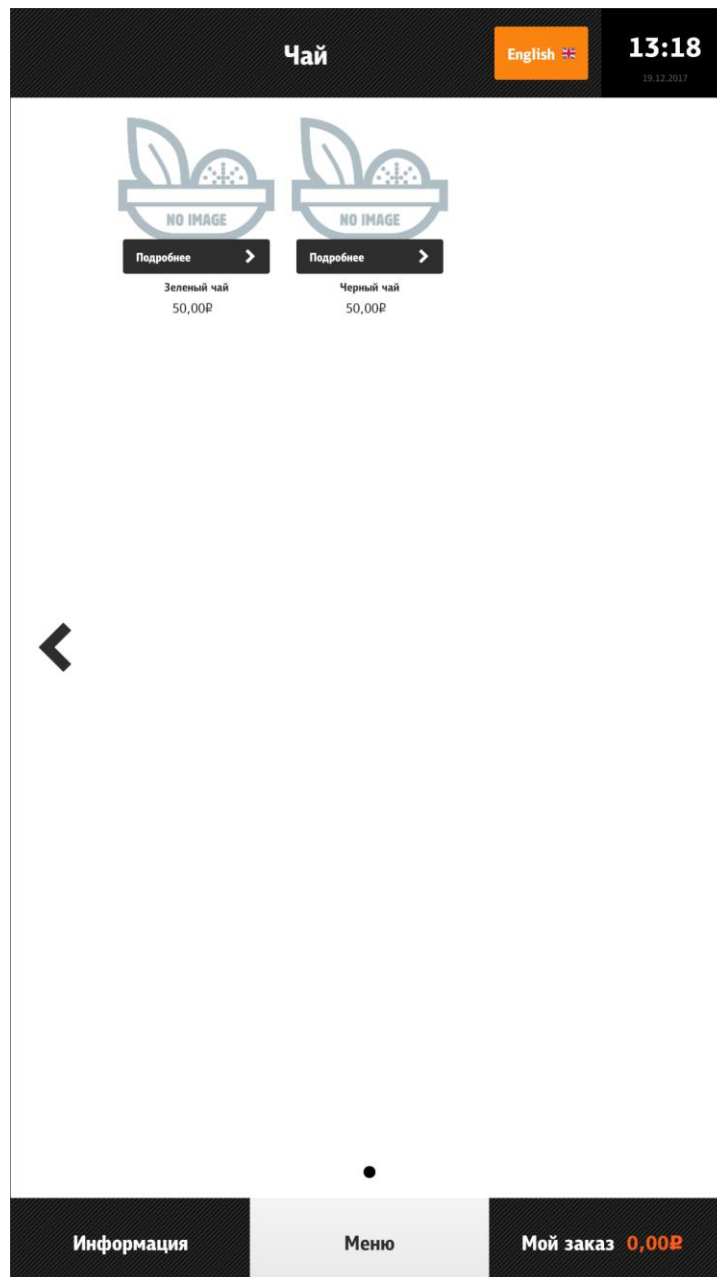 Чай
English
13:18
19.12.2017
NO IMAGE
NO IMAGE
Подробнее
Подробнее
Зеленый чай
Черный чай
50,00₽
50,00₽
Информация
Меню
Мой заказ 0,00₽